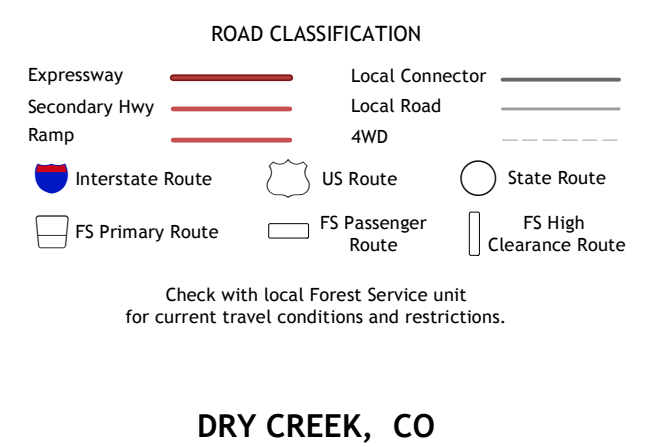 ROAD CLASSIFICATION
Expressway
Local Connector
Secondary Hwy
Local Road
Ramp
4WD
Interstate Route
US Route
State Route
FS Primary Route
FS Passenger
Route
FS High
Clearance Route
Check with local Forest Service unit
for current travel conditions and restrictions.
DRY CREEK, CO